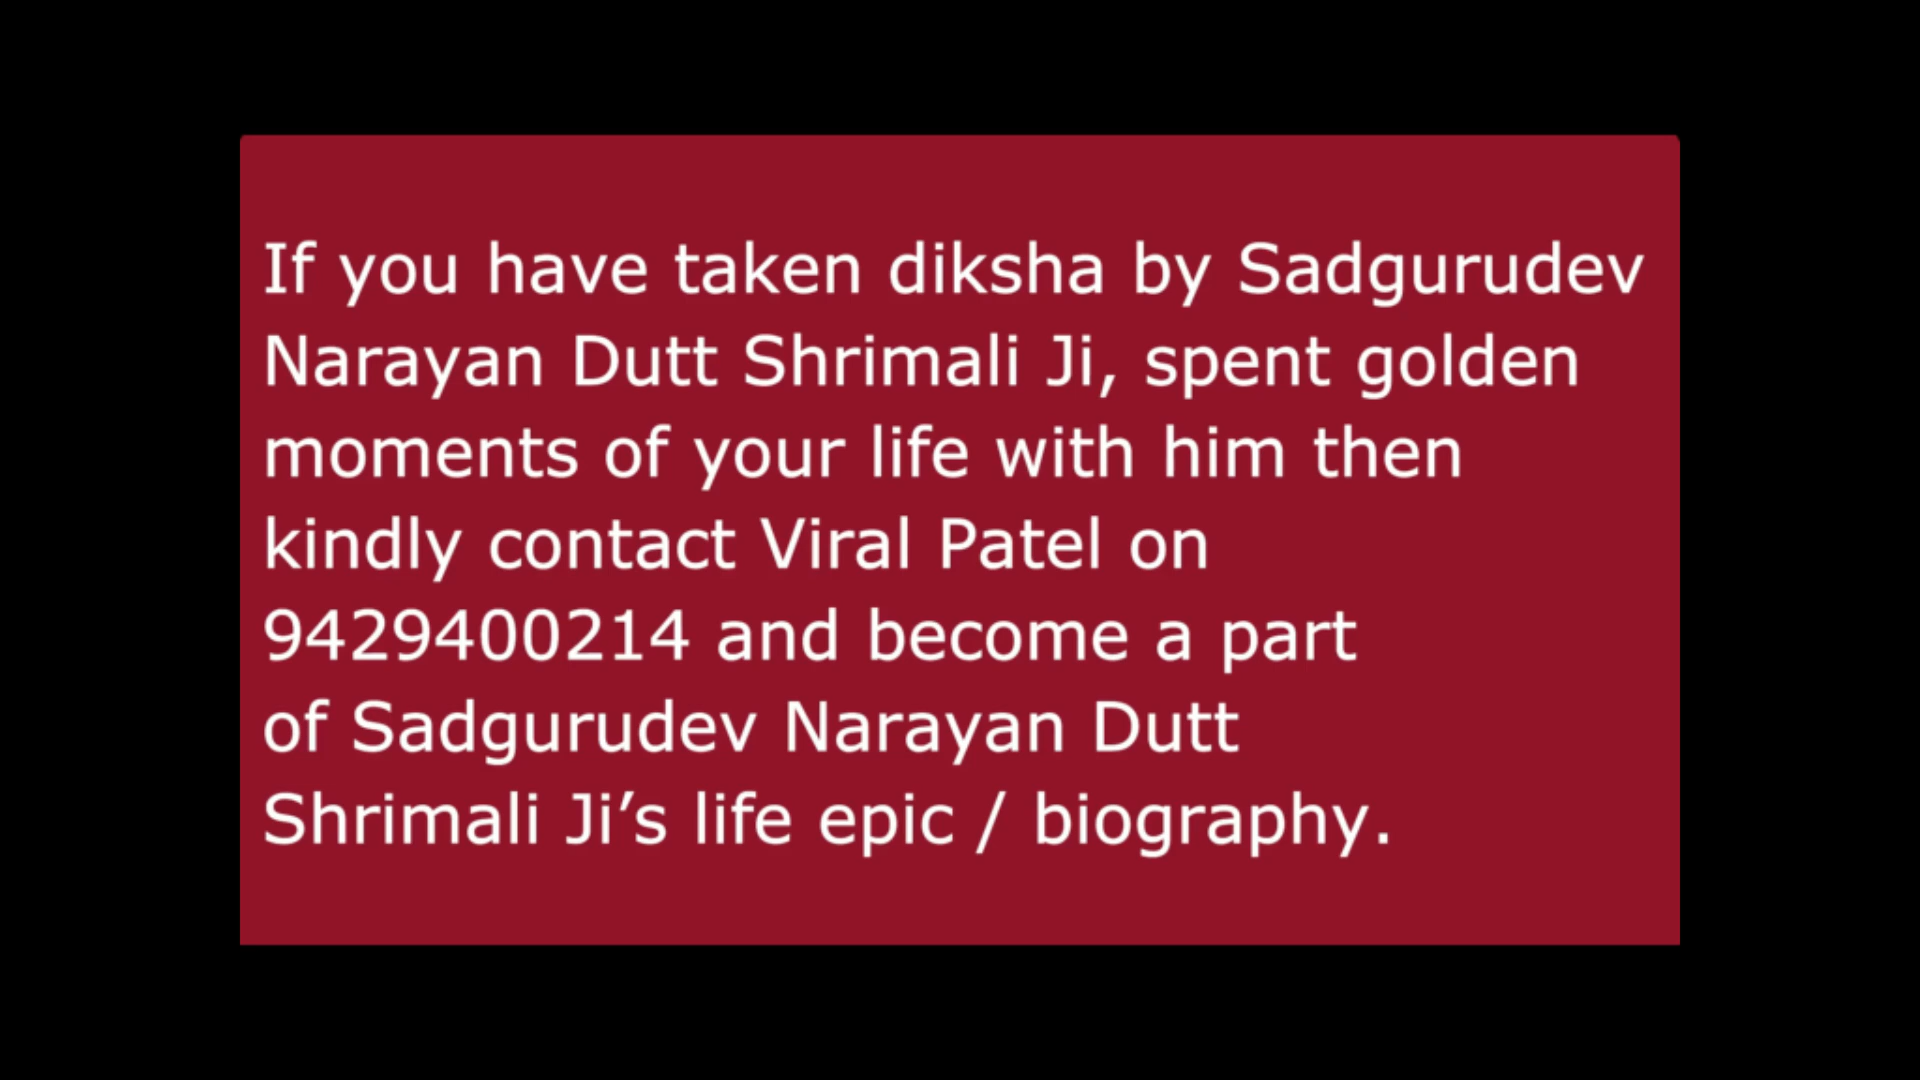 If you have taken diksha by Sadgurudev
Narayan Dutt Shrimali Ji, spent golden
moments of your life with him then
kindly contact Viral Patel on
9429400214 and become a part
of Sadgurudev Narayan Dutt
Shrimali Ji’s life epic / biography.